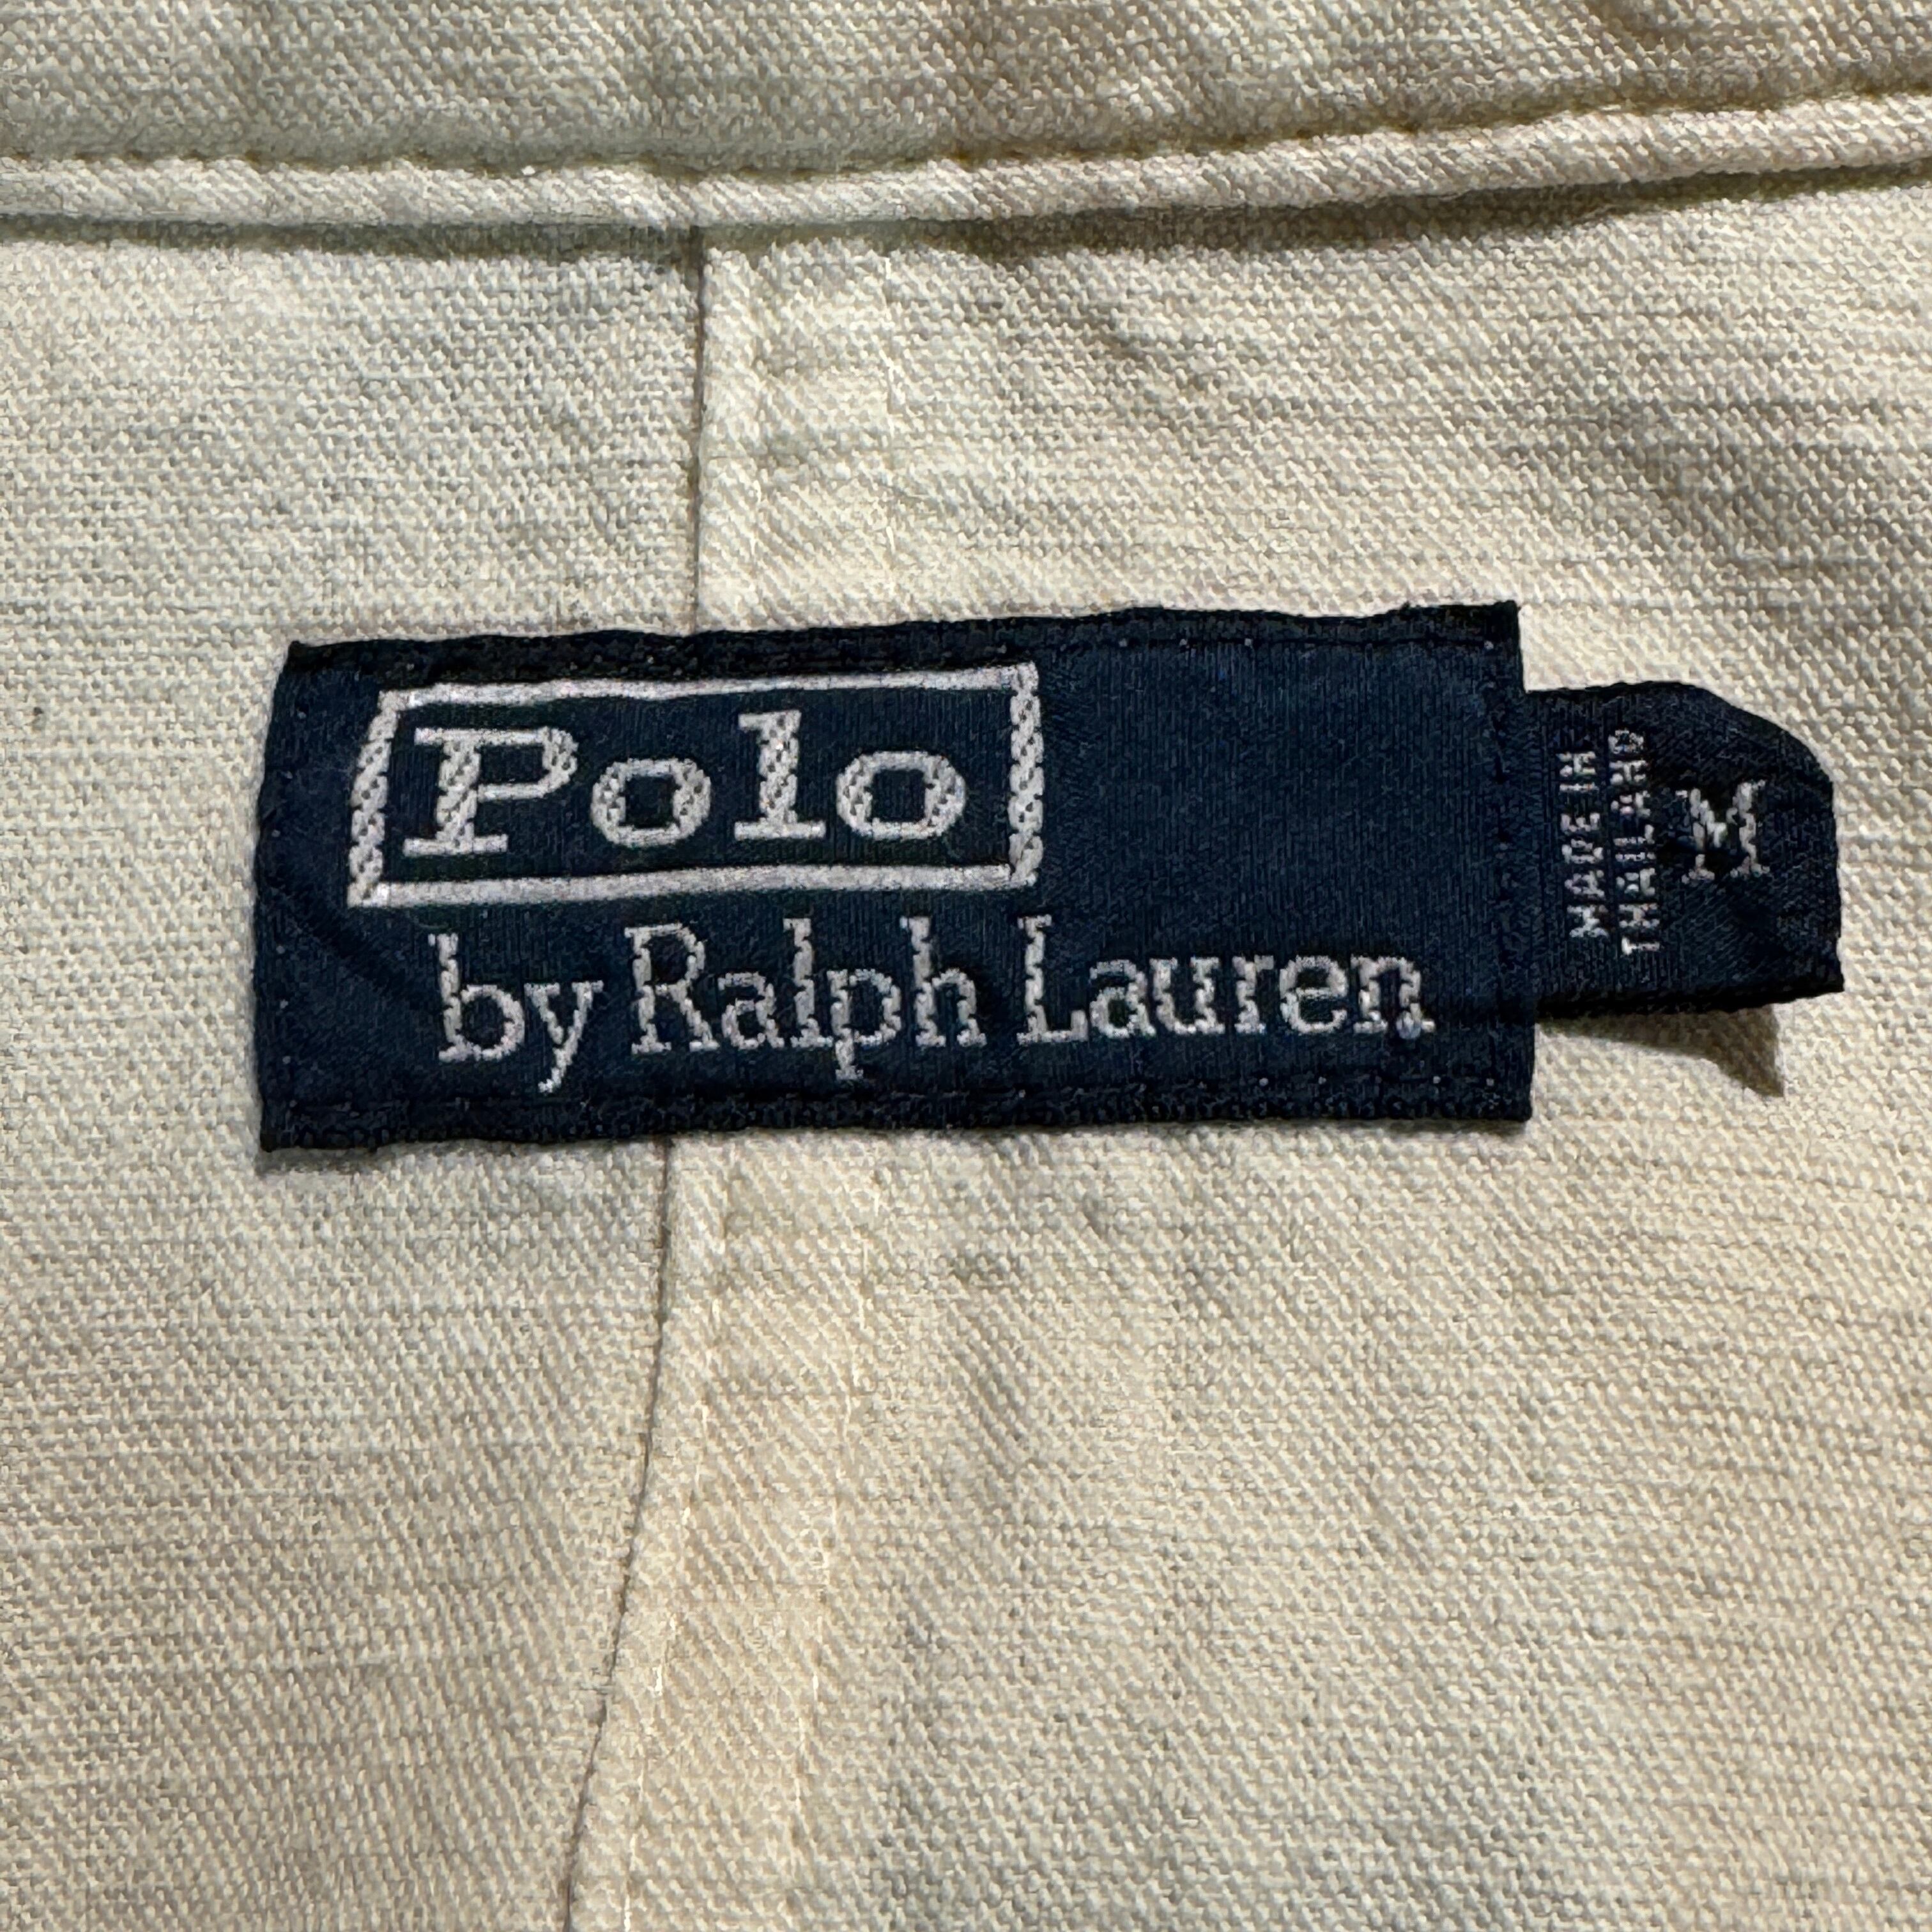 Polo
by Ralph Lauren
MADE IN
THAILAND
M